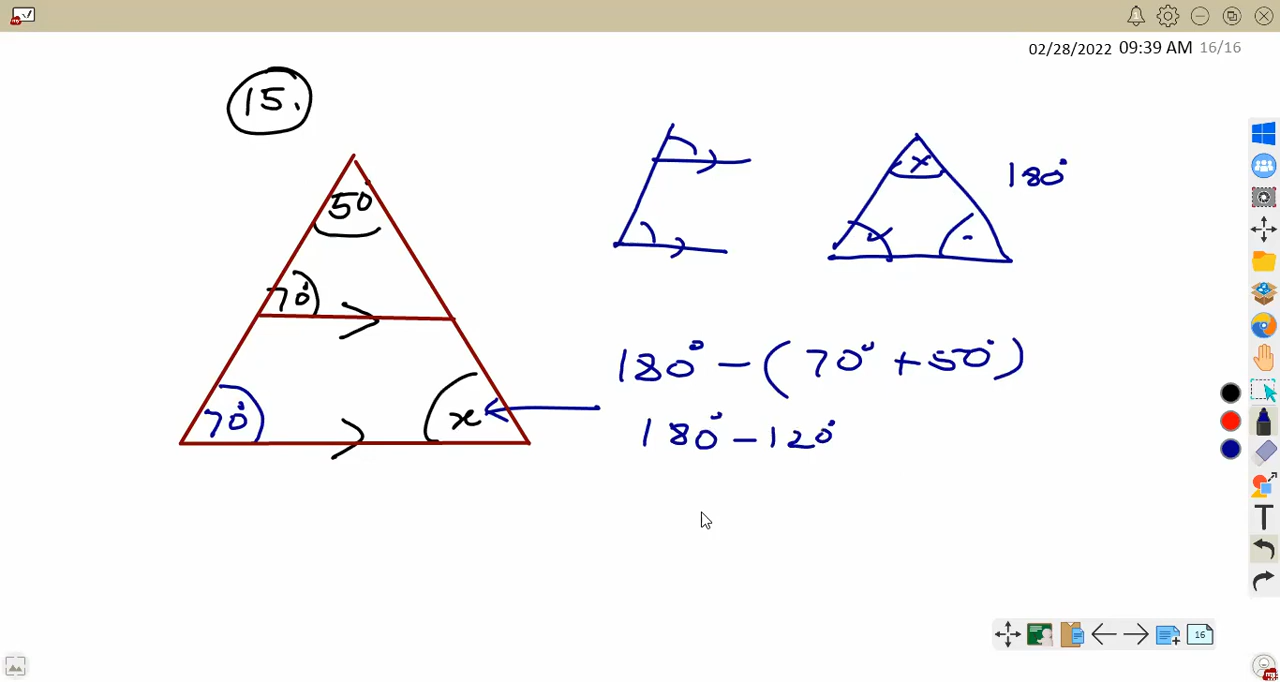 02/28/2022 09:39 AM 16/16
15.
50°
70°
70°
x
x
180°
180° - (70° + 50°)
180° - 120°
T
16